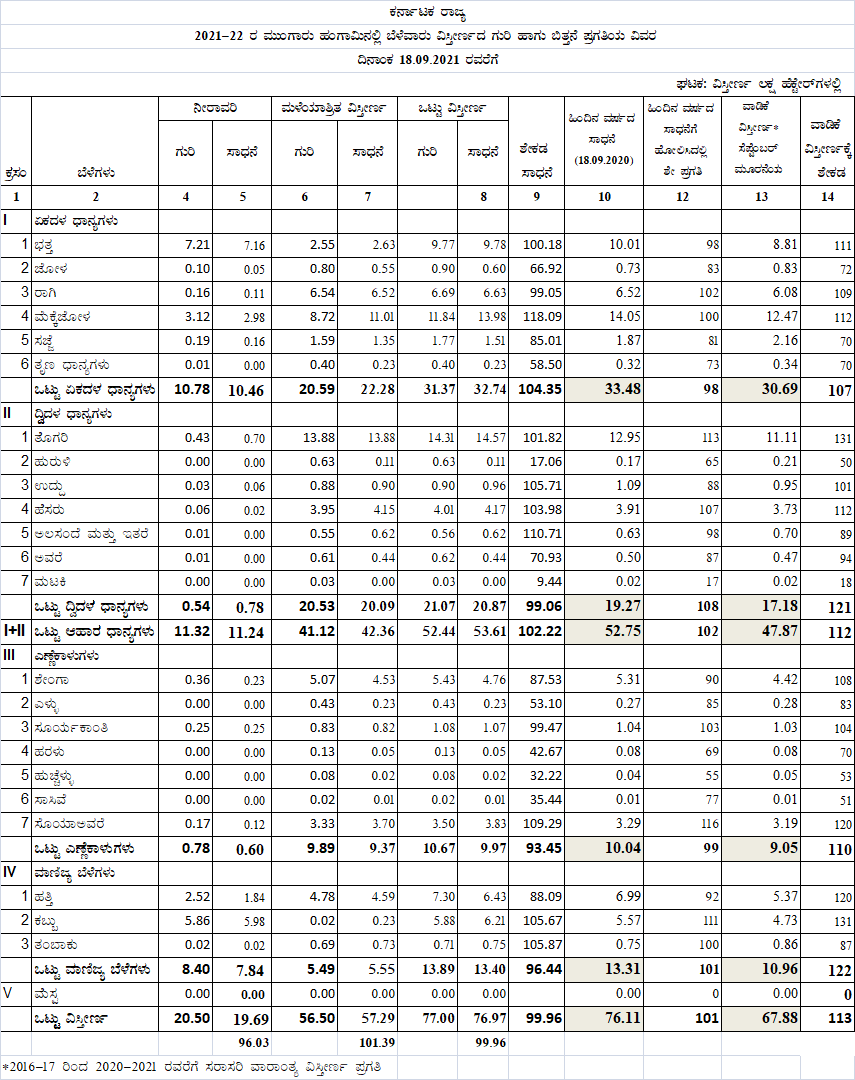 ಕರ್ನಾಟಕ ರಾಜ್ಯ
2021–22 ರ ಮುಂಗಾರು ಹಂಗಾಮಿನಲ್ಲಿ ಬೆಳೆವಾರು ವಿಸ್ತೀರ್ಣದ ಗುರಿ ಹಾಗು ಬಿತ್ತನೆ ಪ್ರಗತಿಯ ವಿವರ
ದಿನಾಂಕ 18.09.2021 ರವರೆಗೆ
ಘಟಕ: ವಿಸ್ತೀರ್ಣ ಲಕ್ಷ ಹೆಕ್ಟೇರ್‌ಗಳಲ್ಲಿ
ಕ್ರಸಂ ಬೆಳೆಗಳು ನೀರಾವರಿ ಮಳೆಯಾಶ್ರಿತ ವಿಸ್ತೀರ್ಣ ಒಟ್ಟು ವಿಸ್ತೀರ್ಣ ಶೇಕಡ ಸಾಧನೆ ಹಿಂದಿನ ವರ್ಷದ ಸಾಧನೆ (18.09.2020) ಹಿಂದಿನ ವರ್ಷದ ಸಾಧನೆಗೆ ಹೋಲಿಸಿದಲ್ಲಿ ಶೇ ಪ್ರಗತಿ ವಾಡಿಕೆ ವಿಸ್ತೀರ್ಣ* ಸೆಪ್ಟೆಂಬರ್ ಮೂರನೆಯ ವಾಡಿಕೆ ವಿಸ್ತೀರ್ಣಕ್ಕೆ ಶೇಕಡ
ಗುರಿ ಸಾಧನೆ ಗುರಿ ಸಾಧನೆ ಗುರಿ ಸಾಧನೆ
1 2 4 5 6 7 8 9 10 12 13 14
I ಏಕದಳ ಧಾನ್ಯಗಳು
1 ಭತ್ತ 7.21 7.16 2.55 2.63 9.77 9.78 100.18 10.01 98 8.81 111
2 ಜೋಳ 0.10 0.05 0.80 0.55 0.90 0.60 66.92 0.73 83 0.83 72
3 ರಾಗಿ 0.16 0.11 6.54 6.52 6.69 6.63 99.05 6.52 102 6.08 109
4 ಮೆಕ್ಕೆಜೋಳ 3.12 2.98 8.72 11.01 11.84 13.98 118.09 14.05 100 12.47 112
5 ಸಜ್ಜೆ 0.19 0.16 1.59 1.35 1.77 1.51 85.01 1.87 81 2.16 70
6 ತೃಣ ಧಾನ್ಯಗಳು 0.01 0.00 0.40 0.23 0.40 0.23 58.50 0.32 73 0.34 70
ಒಟ್ಟು ಏಕದಳ ಧಾನ್ಯಗಳು 10.78 10.46 20.59 22.28 31.37 32.74 104.35 33.48 98 30.69 107
II ದ್ವಿದಳ ಧಾನ್ಯಗಳು
1 ತೊಗರಿ 0.43 0.70 13.88 13.88 14.31 14.57 101.82 12.95 113 11.11 131
2 ಹುರುಳಿ 0.00 0.00 0.63 0.11 0.63 0.11 17.06 0.17 65 0.21 50
3 ಉದ್ದು 0.03 0.06 0.88 0.90 0.90 0.96 105.71 1.09 88 0.95 101
4 ಹೆಸರು 0.06 0.02 3.95 4.15 4.01 4.17 103.98 3.91 107 3.73 112
5 ಅಲಸಂದೆ ಮತ್ತು ಇತರೆ 0.01 0.00 0.55 0.62 0.56 0.62 110.71 0.63 98 0.70 89
6 ಅವರೆ 0.01 0.00 0.61 0.44 0.62 0.44 70.93 0.50 87 0.47 94
7 ಮಟಕಿ 0.00 0.00 0.03 0.00 0.03 0.00 9.44 0.02 17 0.02 18
ಒಟ್ಟು ದ್ವಿದಳ ಧಾನ್ಯಗಳು 0.54 0.78 20.53 20.09 21.07 20.87 99.06 19.27 108 17.18 121
I+II ಒಟ್ಟು ಆಹಾರ ಧಾನ್ಯಗಳು 11.32 11.24 41.12 42.36 52.44 53.61 102.22 52.75 102 47.87 112
III ಎಣ್ಣೆಕಾಳುಗಳು
1 ಶೇಂಗಾ 0.36 0.23 5.07 4.53 5.43 4.76 87.53 5.31 90 4.42 108
2 ಎಳ್ಳು 0.00 0.00 0.43 0.23 0.43 0.23 53.10 0.27 85 0.28 83
3 ಸೂರ್ಯಕಾಂತಿ 0.25 0.25 0.83 0.82 1.08 1.07 99.47 1.04 103 1.03 104
4 ಹರಳು 0.00 0.00 0.13 0.05 0.13 0.05 42.67 0.08 69 0.08 70
5 ಹುಚ್ಚೆಳ್ಳು 0.00 0.00 0.08 0.02 0.08 0.02 32.22 0.04 55 0.05 53
6 ಸಾಸಿವೆ 0.00 0.00 0.02 0.01 0.02 0.01 35.44 0.01 77 0.01 51
7 ಸೊಯಾಅವರೆ 0.17 0.12 3.33 3.70 3.50 3.83 109.29 3.29 116 3.19 120
ಒಟ್ಟು ಎಣ್ಣೆಕಾಳುಗಳು 0.78 0.60 9.89 9.37 10.67 9.97 93.45 10.04 99 9.05 110
IV ವಾಣಿಜ್ಯ ಬೆಳೆಗಳು
1 ಹತ್ತಿ 2.52 1.84 4.78 4.59 7.30 6.43 88.09 6.99 92 5.37 120
2 ಕಬ್ಬು 5.86 5.98 0.02 0.23 5.88 6.21 105.67 5.57 111 4.73 131
3 ತಂಬಾಕು 0.02 0.02 0.69 0.73 0.71 0.75 105.87 0.75 100 0.86 87
ಒಟ್ಟು ವಾಣಿಜ್ಯ ಬೆಳೆಗಳು 8.40 7.84 5.49 5.55 13.89 13.40 96.44 13.31 101 10.96 122
V ಮೆಸ್ಟ 0.00 0.00 0.00 0.00 0.00 0.00 0.00 0 0.00 0
ಒಟ್ಟು ವಿಸ್ತೀರ್ಣ 20.50 19.69 56.50 57.29 77.00 76.97 99.96 76.11 101 67.88 113
96.03 101.39 99.96
*2016–17 ರಿಂದ 2020–2021 ರವರೆಗೆ ಸರಾಸರಿ ವಾರಾಂತ್ಯ ವಿಸ್ತೀರ್ಣ ಪ್ರಗತಿ